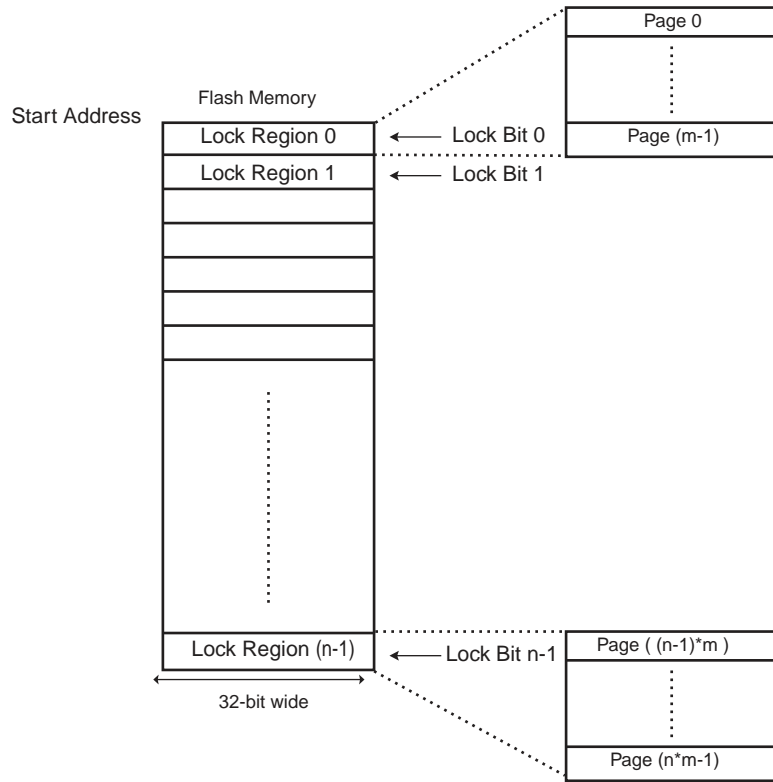 Page 0
Flash Memory
Start Address
Lock Region 0
Lock Bit 0
Page (m-1)
Lock Region 1
Lock Bit 1
Lock Region (n-1)
Lock Bit n-1
Page ( (n-1)*m )
32-bit wide
Page (n*m-1)